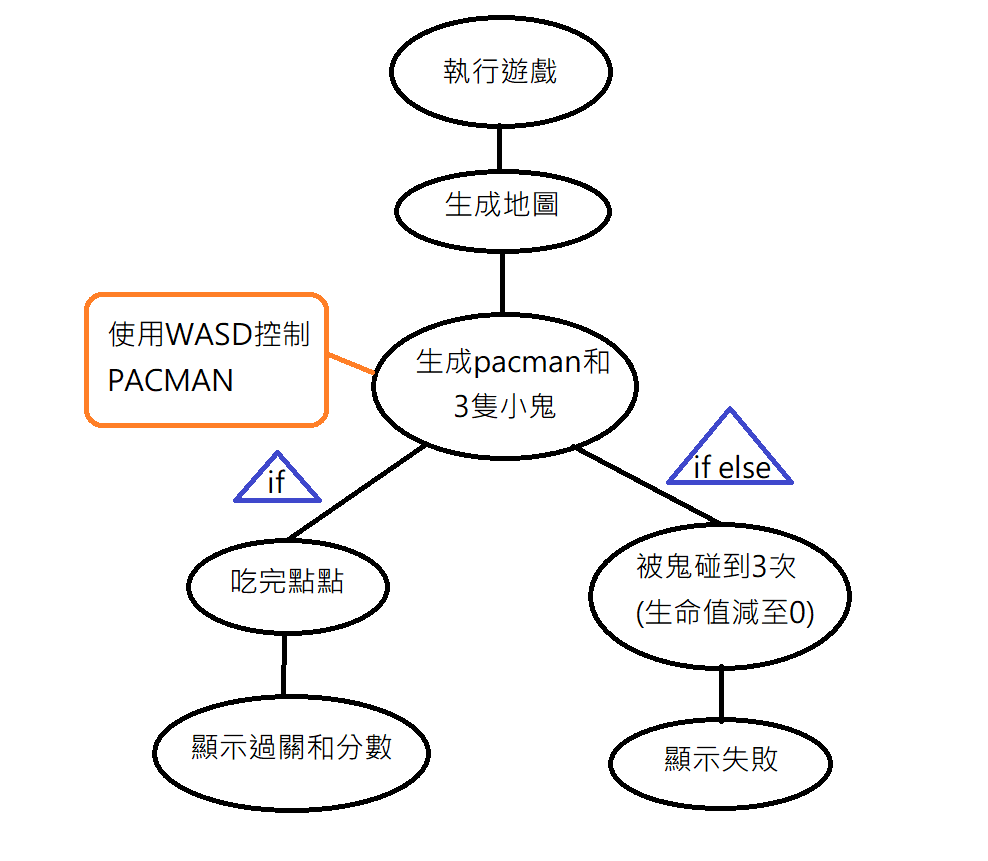 執行遊戲
生成地圖
使用WASD控制
PACMAN
生成pacman和
3隻小鬼
if
if else
吃完點點
被鬼碰到3次
(生命值減至0)
顯示過關和分數
顯示失敗